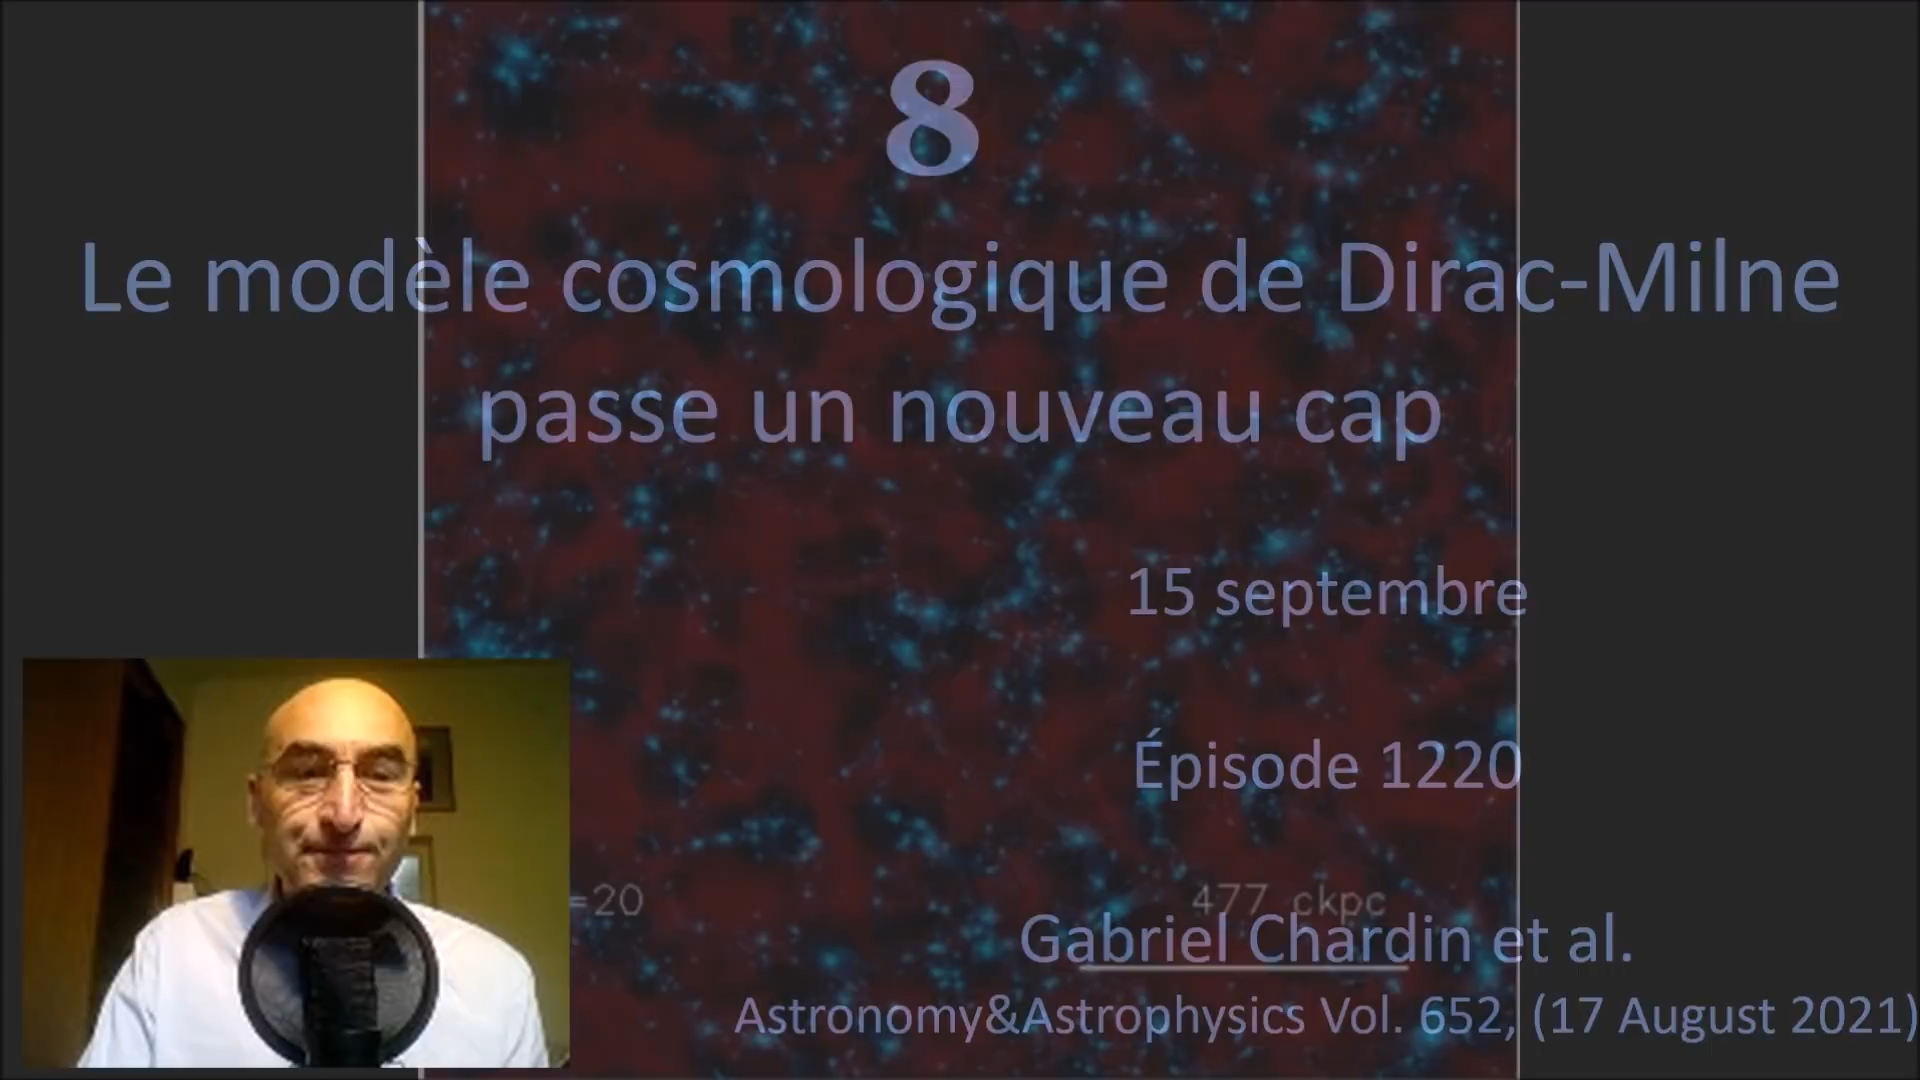 8
Le modèle cosmologique de Dirac-Milne
passe un nouveau cap
15 septembre
Épisode 1220
=20
477 ckpc
Gabriel Chardin et al.
Astronomy&Astrophysics Vol. 652, (17 August 2021)